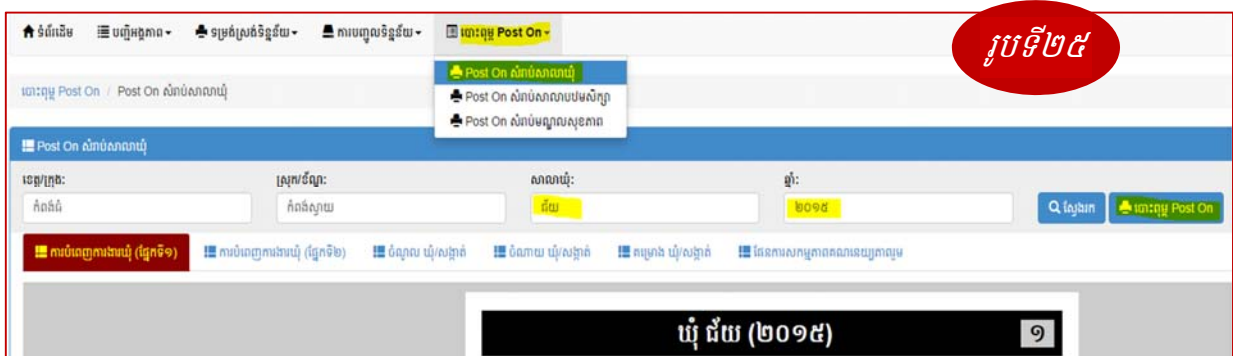 ទំព័រដើម បញ្ជីអង្គភាព ទម្រង់ស្រង់ទិន្នន័យ ការបញ្ចូលទិន្នន័យ បោះពុម្ព Post On
រូបទី២៥
Post On សំរាប់សាលាឃុំ
Post On សំរាប់សាលាបឋមសិក្សា
Post On សំរាប់មណ្ឌលសុខភាព
បោះពុម្ព Post On / Post On សំរាប់សាលាឃុំ
Post On សំរាប់សាលាឃុំ
ខេត្ត/ក្រុង: ស្រុក/ខ័ណ្ឌ: សាលាឃុំ: ឆ្នាំ:
កំពង់ធំ កំពង់ស្វាយ ជ័យ ២០១៥ ស្វែងរក បោះពុម្ព Post On
ការបំពេញការងារឃុំ (ផ្នែកទី១) ការបំពេញការងារឃុំ (ផ្នែកទី២) ចំណូល ឃុំ/សង្កាត់ ចំណាយ ឃុំ/សង្កាត់ គម្រោង ឃុំ/សង្កាត់ ផែនការសកម្មភាពគណនេយ្យភាពរួម
ឃុំ ជ័យ (២០១៥) ១